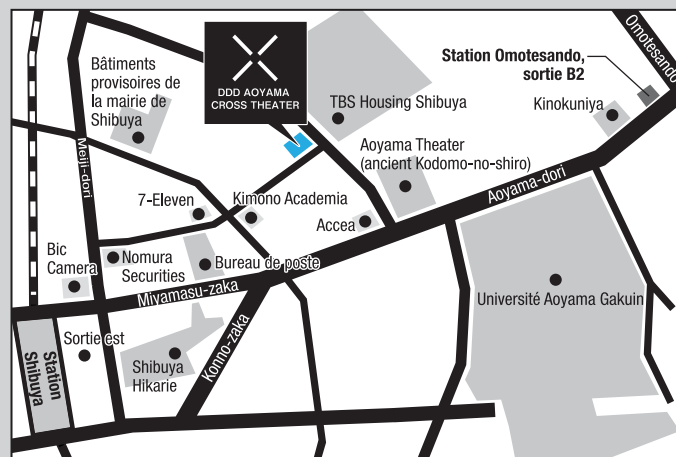 Omotesando
Station Omotesando,
sortie B2
Bâtiments
provisoires de
la mairie de
Shibuya
DDD AOYAMA
CROSS THEATER
TBS Housing Shibuya
Kinokuniya
Meiji-dori
Aoyama Theater
(ancient Kodomo-no-shiro)
Aoyama-dori
7-Eleven
Kimono Academia
Accea
Bic
Camera
Nomura
Securities
Bureau de poste
Miyamasu-zaka
Université Aoyama Gakuin
Station
Shibuya
Sortie est
Shibuya
Hikarie
Konno-zaka